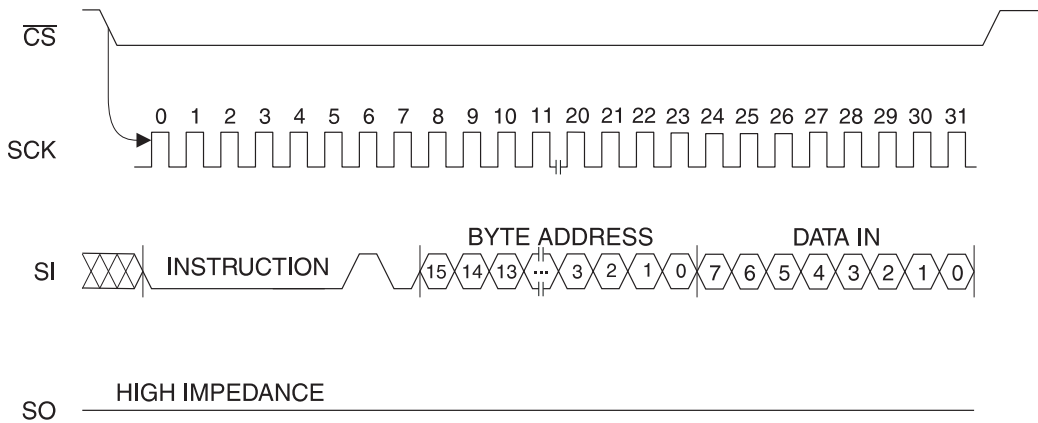 CS
0 1 2 3 4 5 6 7 8 9 10 11 20 21 22 23 24 25 26 27 28 29 30 31
SCK
BYTE ADDRESS DATA IN
SI INSTRUCTION 15 14 13 ... 3 2 1 0 7 6 5 4 3 2 1 0
HIGH IMPEDANCE
SO